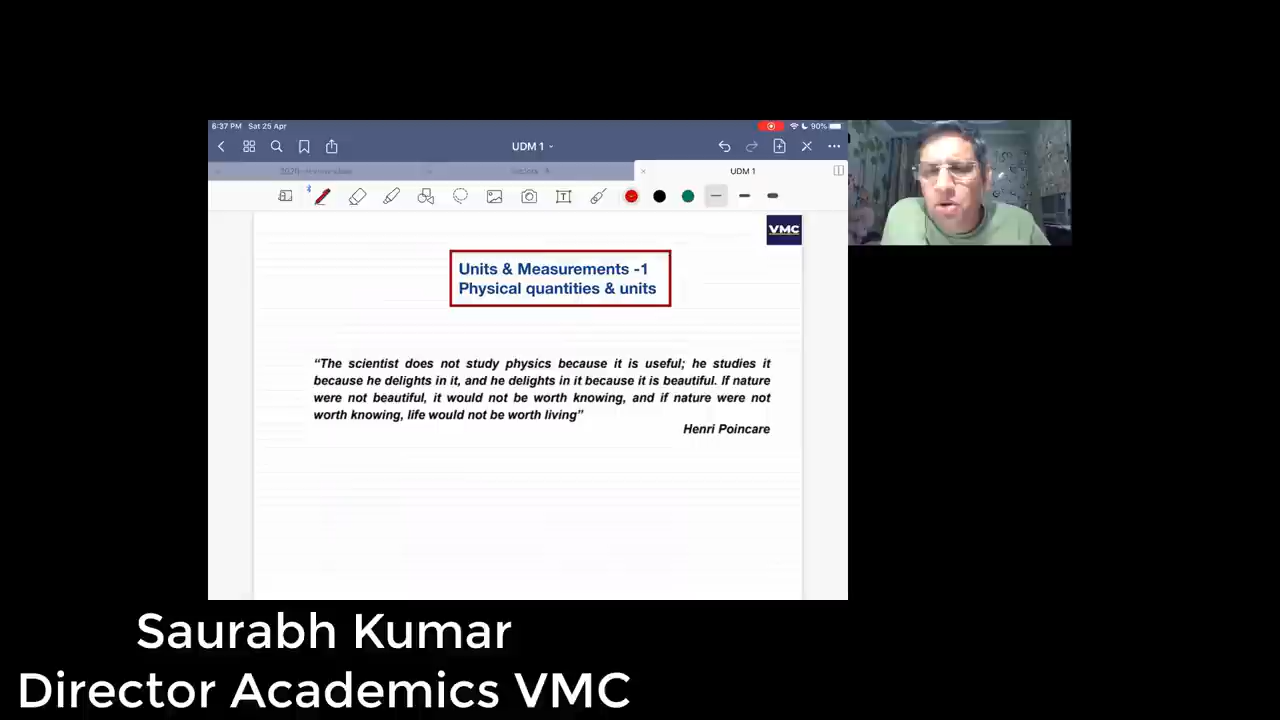 6:37 PM Sat 25 Apr
90%
UDM 1
UDM 1
T
VMC
Units & Measurements -1
Physical quantities & units
“The scientist does not study physics because it is useful; he studies it
because he delights in it, and he delights in it because it is beautiful. If nature
were not beautiful, it would not be worth knowing, and if nature were not
worth knowing, life would not be worth living”
Henri Poincare
Saurabh Kumar
Director Academics VMC